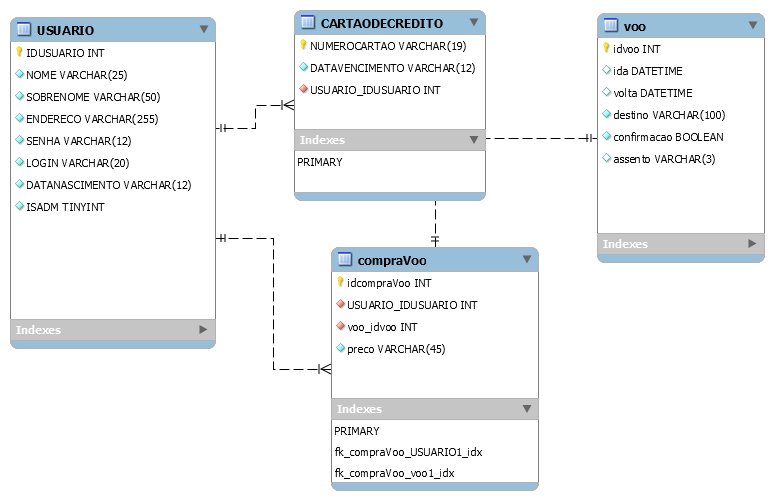 USUARIO
IDUSUARIO INT
NOME VARCHAR(25)
SOBRENOME VARCHAR(50)
ENDERECO VARCHAR(255)
SENHA VARCHAR(12)
LOGIN VARCHAR(20)
DATANASCIMENTO VARCHAR(12)
ISADM TINYINT
Indexes
CARTAODECREDITO
NUMEROCARTAO VARCHAR(19)
DATAVENCIMENTO VARCHAR(12)
USUARIO_IDUSUARIO INT
Indexes
PRIMARY
voo
idvoo INT
ida DATETIME
volta DATETIME
destino VARCHAR(100)
confirmacao BOOLEAN
assento VARCHAR(3)
Indexes
compraVoo
idcompraVoo INT
USUARIO_IDUSUARIO INT
voo_idvoo INT
preco VARCHAR(45)
Indexes
PRIMARY
fk_compraVoo_USUARIO1_idx
fk_compraVoo_voo1_idx